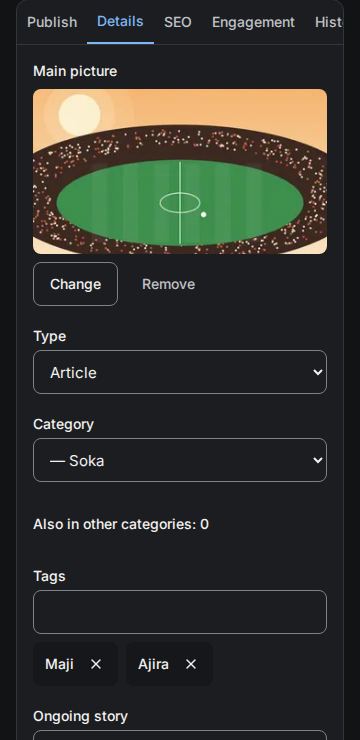 Publish
Details
SEO
Engagement
Hist
Main picture
Change
Remove
Type
Article
Category
— Soka
Also in other categories: 0
Tags
Maji ×
Ajira ×
Ongoing story